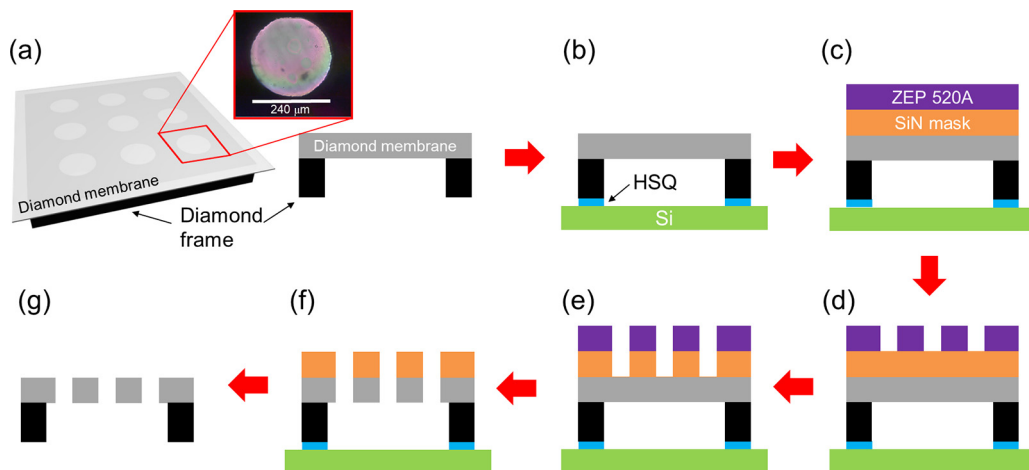 (a)
240 μm
Diamond membrane
Diamond membrane
Diamond
frame
(b)
HSQ
Si
(c)
ZEP 520A
SiN mask
(g)
(f)
(e)
(d)